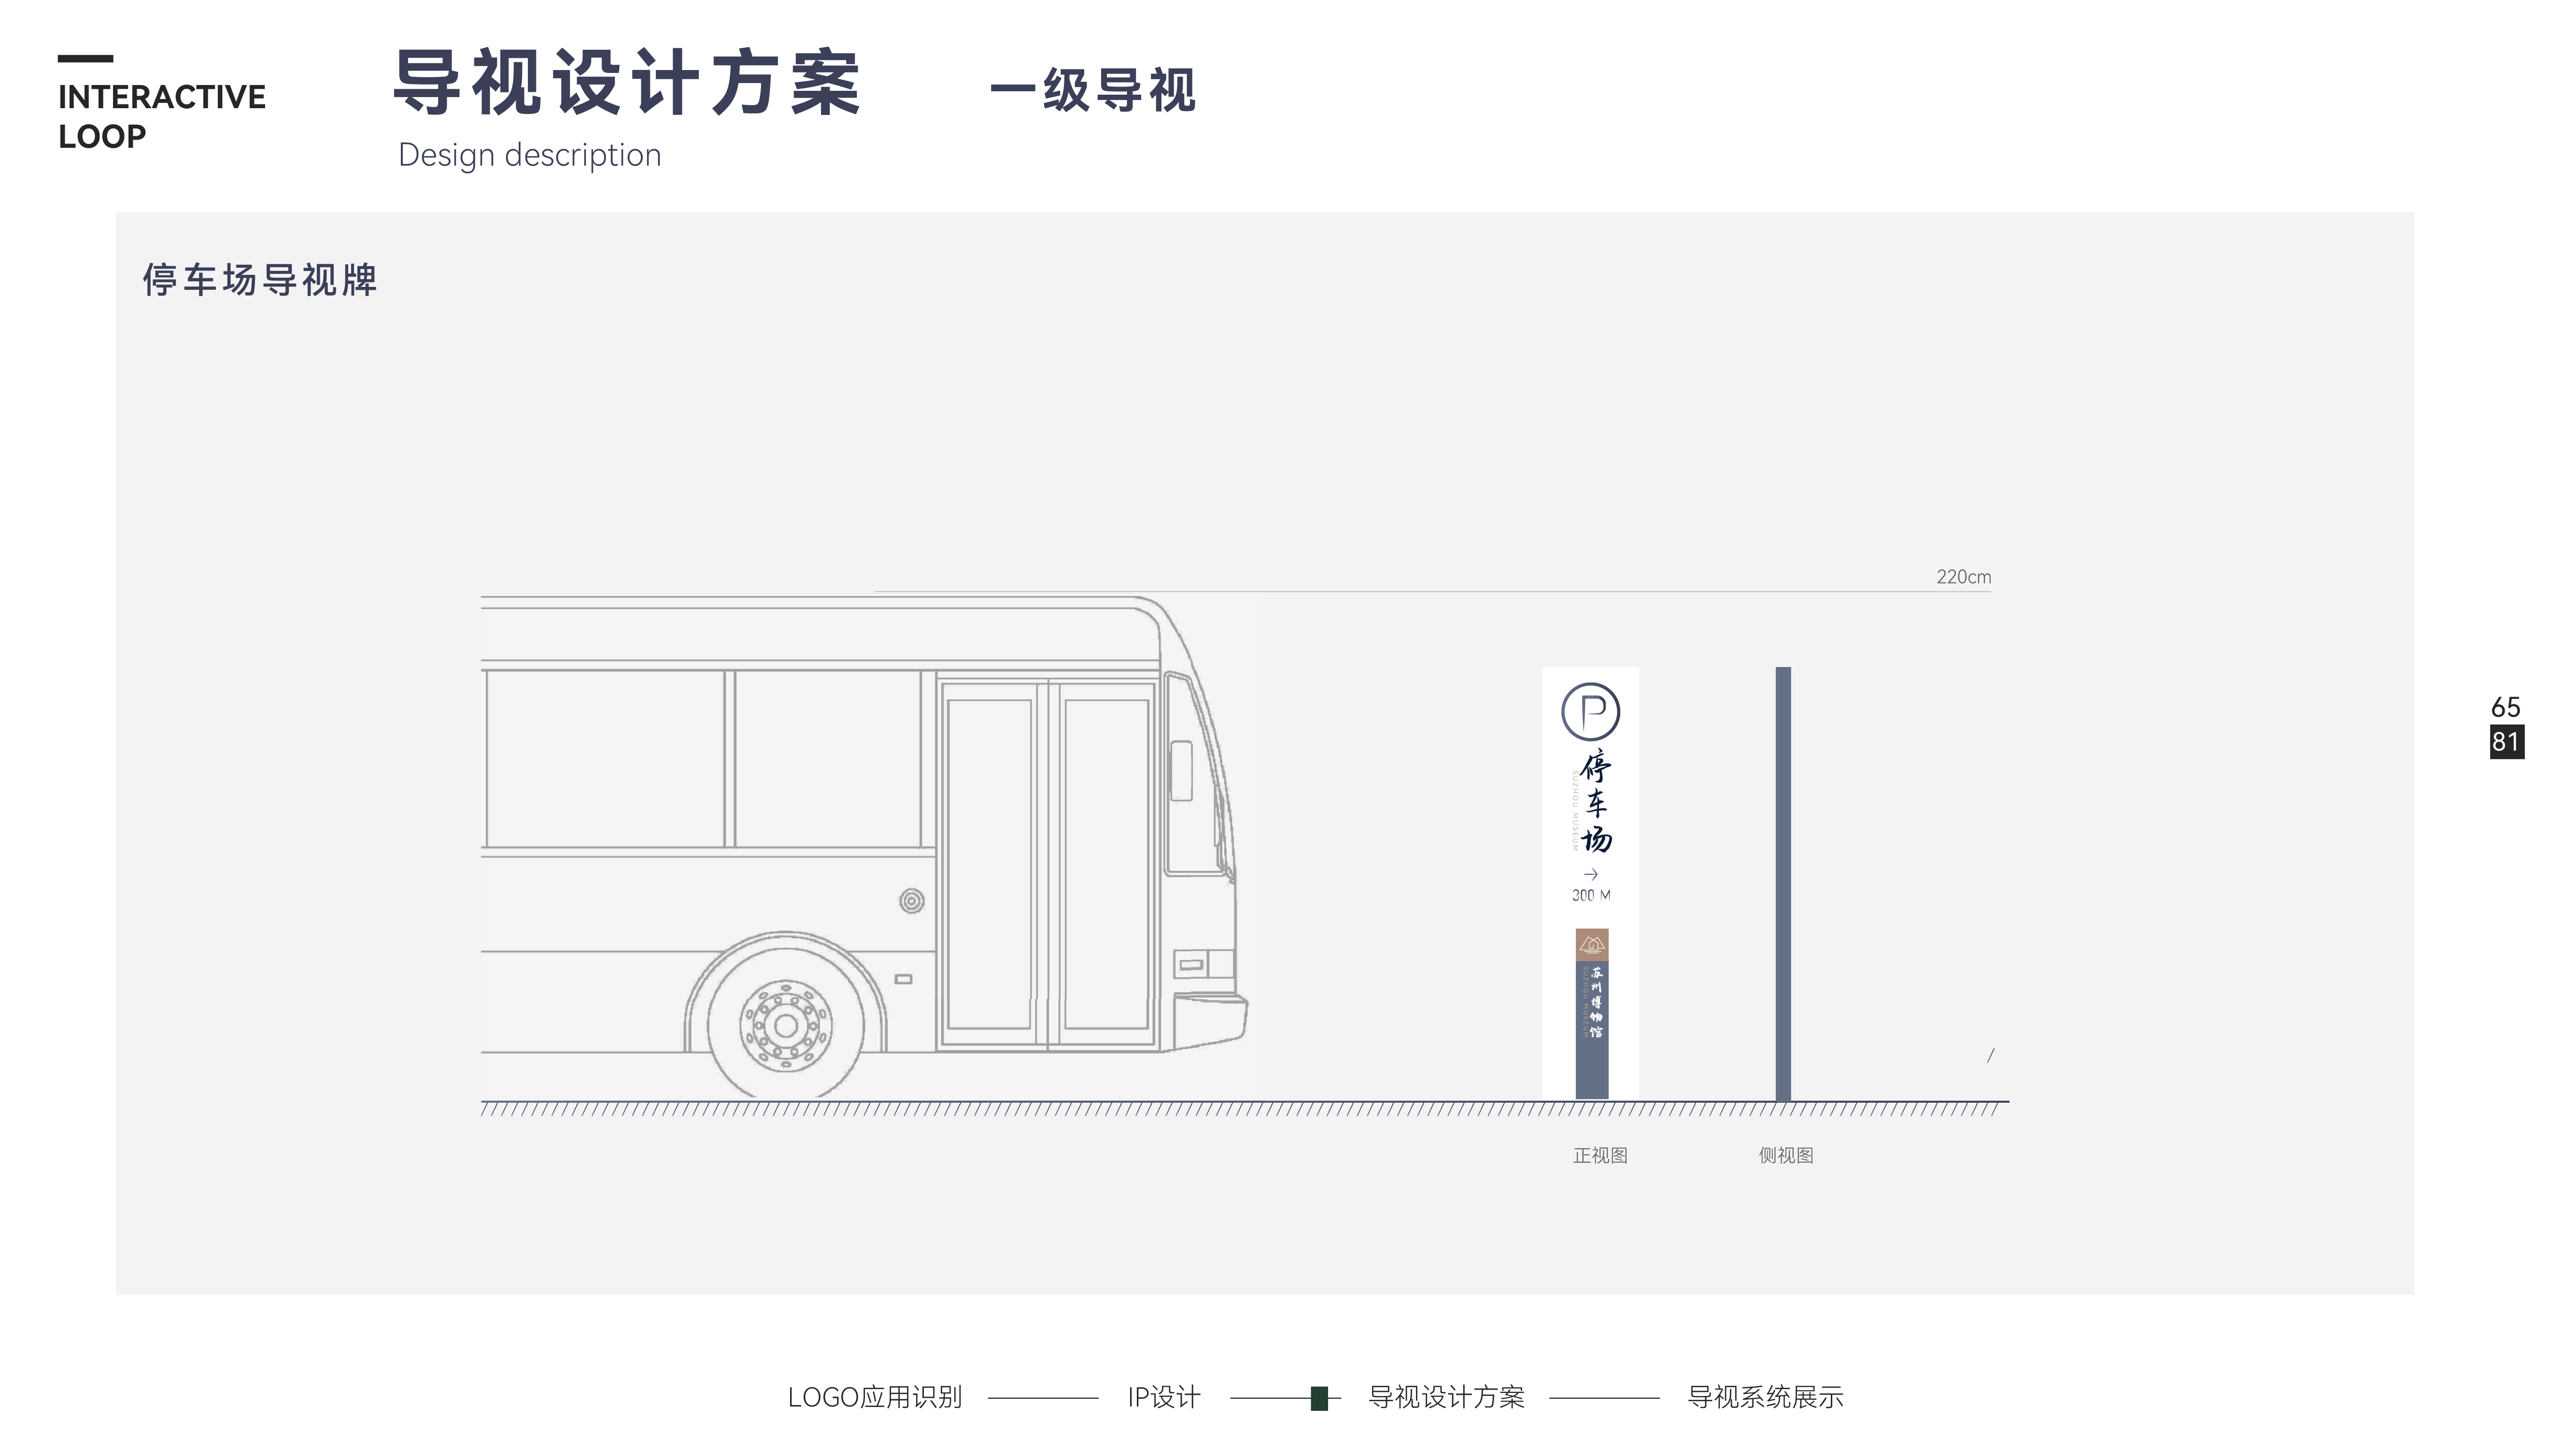 INTERACTIVE
LOOP
导视设计方案
一级导视
Design description
停车场导视牌
220cm
P
停车场
SUZHOU MUSEUM
→
300 M
苏州博物馆
SUZHOU MUSEUM
正视图
侧视图
65
81
LOGO应用识别
IP设计
导视设计方案
导视系统展示